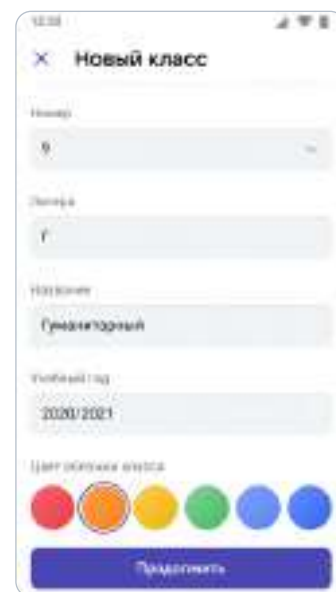 12:30
Новый класс
Номер
9
Литера
Г
Название
Гуманитарный
Учебный год
2020/2021
Цвет обложки класса
Продолжить